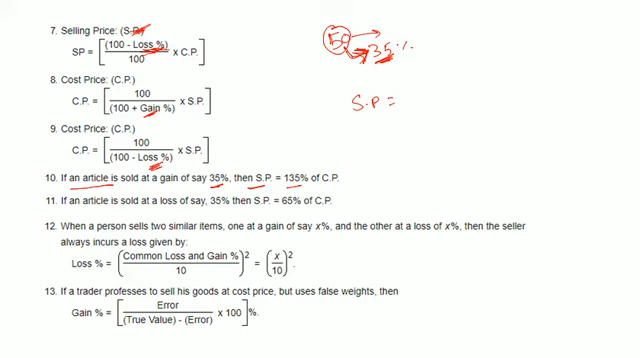 7. Selling Price: (S.P.)
SP = [ (100 - Loss %) / 100 x C.P. ]
8. Cost Price: (C.P.)
C.P. = [ 100 / (100 + Gain %) x S.P. ]
9. Cost Price: (C.P.)
C.P. = [ 100 / (100 - Loss %) x S.P. ]
10. If an article is sold at a gain of say 35%, then S.P. = 135% of C.P.
11. If an article is sold at a loss of say, 35% then S.P. = 65% of C.P.
12. When a person sells two similar items, one at a gain of say x%, and the other at a loss of x%, then the seller
always incurs a loss given by:
Loss % = ( Common Loss and Gain % / 10 )² = ( x / 10 )².
13. If a trader professes to sell his goods at cost price, but uses false weights, then
Gain % = [ Error / (True Value) - (Error) x 100 ] %.
50
35 %
S.P =